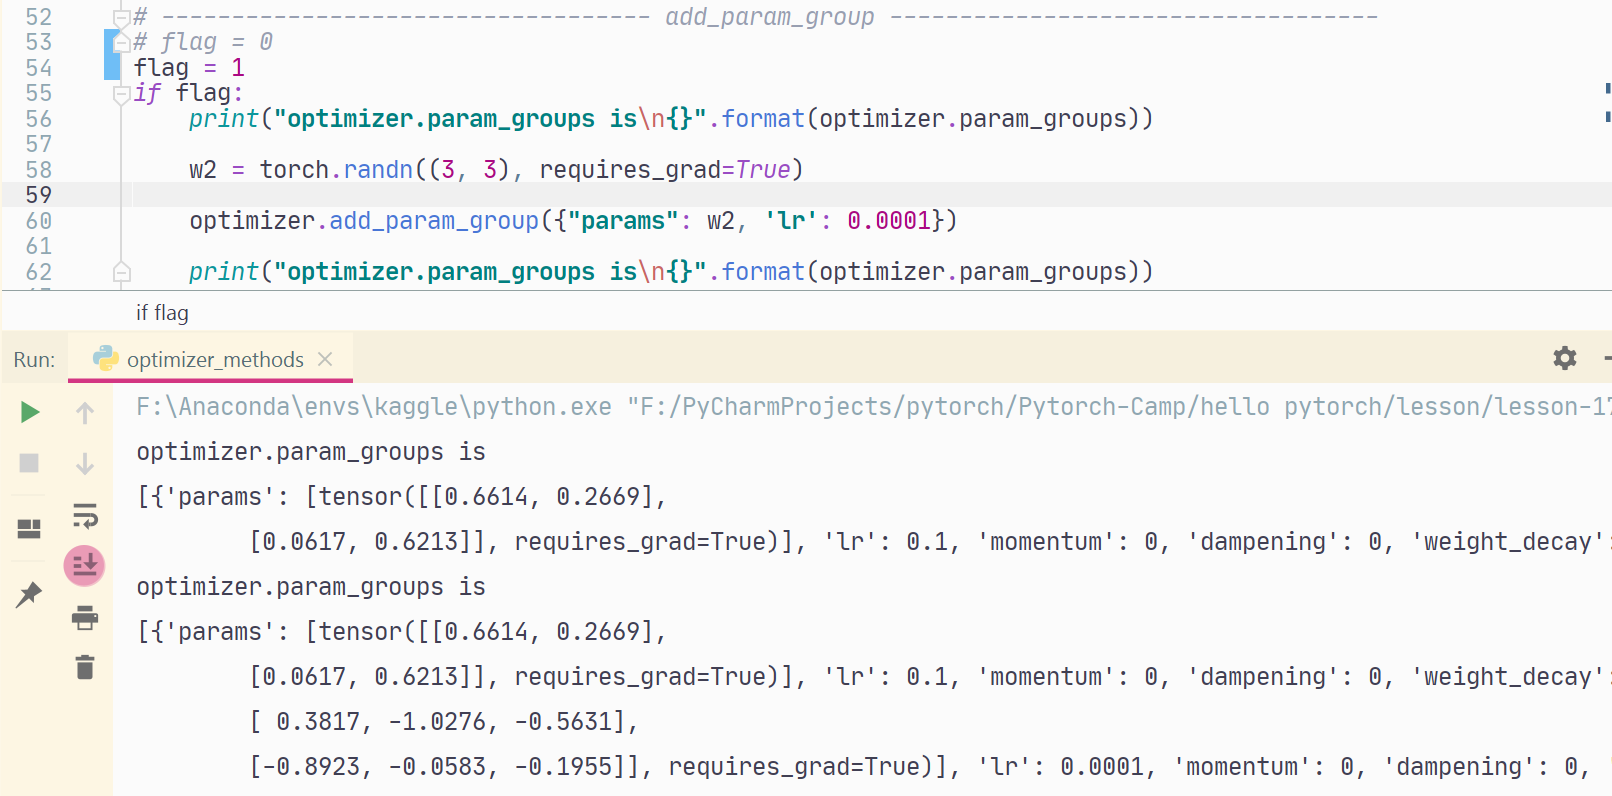 52 # ----------------------------------- add_param_group -----------------------------------
53 # flag = 0
54 flag = 1
55 if flag:
56     print("optimizer.param_groups is\n{}".format(optimizer.param_groups))
57
58     w2 = torch.randn((3, 3), requires_grad=True)
59
60     optimizer.add_param_group({"params": w2, 'lr': 0.0001})
61
62     print("optimizer.param_groups is\n{}".format(optimizer.param_groups))
if flag
Run: optimizer_methods
F:\Anaconda\envs\kaggle\python.exe "F:/PyCharmProjects/pytorch/Pytorch-Camp/hello pytorch/lesson/lesson-17
optimizer.param_groups is
[{'params': [tensor([[0.6614, 0.2669],
        [0.0617, 0.6213]], requires_grad=True)], 'lr': 0.1, 'momentum': 0, 'dampening': 0, 'weight_decay':
optimizer.param_groups is
[{'params': [tensor([[0.6614, 0.2669],
        [0.0617, 0.6213]], requires_grad=True)], 'lr': 0.1, 'momentum': 0, 'dampening': 0, 'weight_decay':
        [ 0.3817, -1.0276, -0.5631],
        [-0.8923, -0.0583, -0.1955]], requires_grad=True)], 'lr': 0.0001, 'momentum': 0, 'dampening': 0,